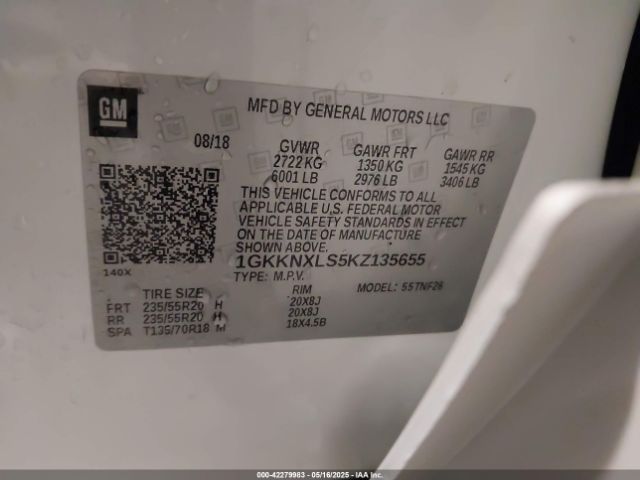 GM
MFD BY GENERAL MOTORS LLC
08/18
GVWR GAWR FRT GAWR RR
2722 KG 1350 KG 1545 KG
6001 LB 2976 LB 3406 LB
THIS VEHICLE CONFORMS TO ALL
APPLICABLE U.S. FEDERAL MOTOR
VEHICLE SAFETY STANDARDS IN EFFECT
ON THE DATE OF MANUFACTURE
SHOWN ABOVE.
1GKKNXLS5KZ135655
140X
TYPE: M.P.V. MODEL: 55TNF26
TIRE SIZE RIM
FRT 235/55R20 H 20X8J
RR 235/55R20 H 20X8J
SPA T135/70R18 M 18X4.5B
000-42279983 - 05/16/2025 - IAA Inc.